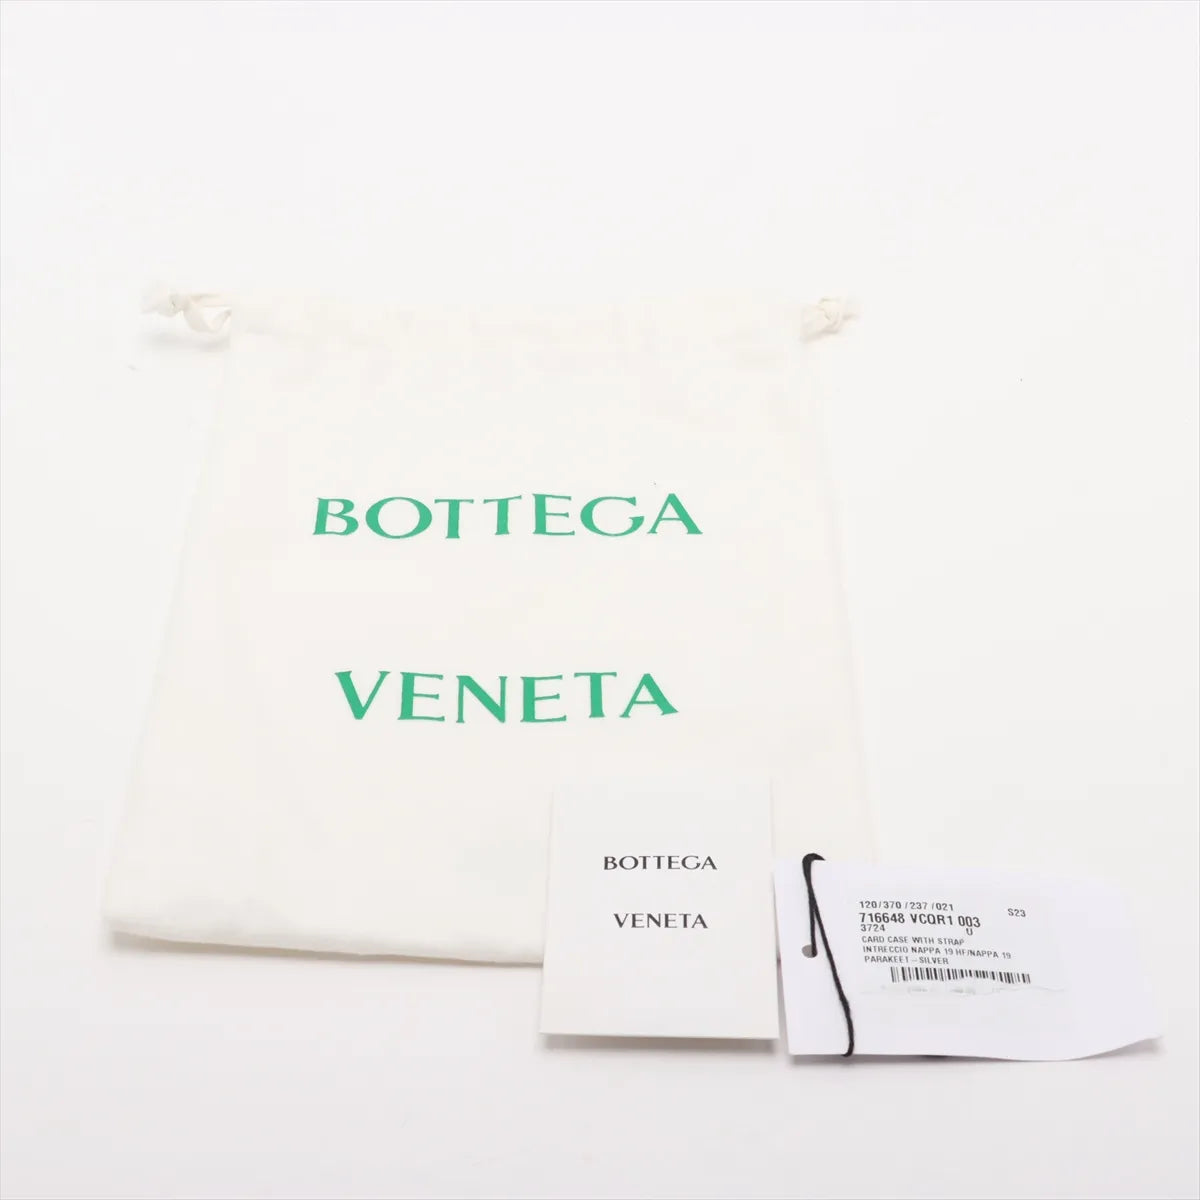 BOTTEGA
VENETA
BOTTEGA
VENETA
120/370/237/021
S23
716648 VCQR1 003
3724
U
CARD CASE WITH STRAP
INTRECCIO NAPPA 19 HF/NAPPA 19
PARAKEET-SILVER